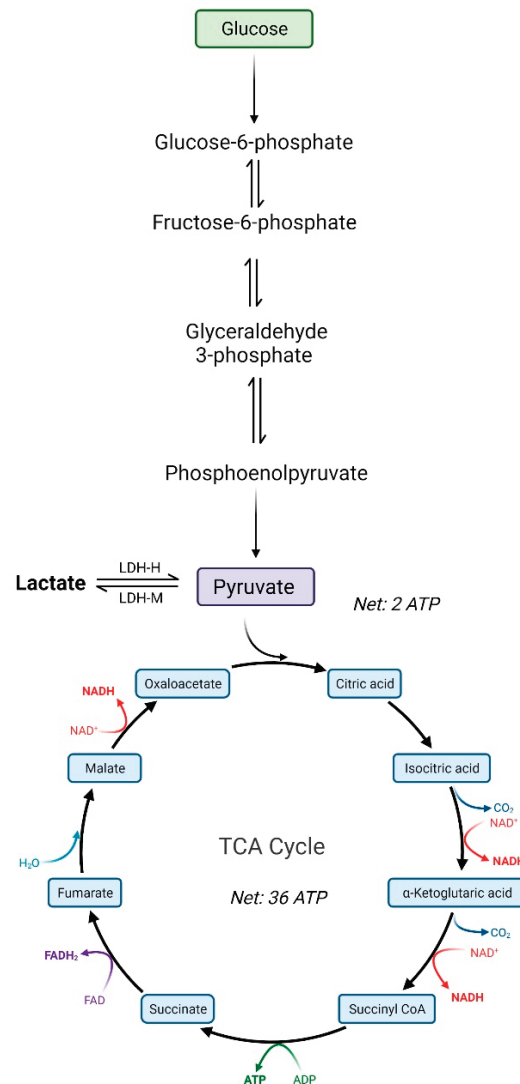 Glucose
Glucose-6-phosphate
Fructose-6-phosphate
Glyceraldehyde
3-phosphate
Phosphoenolpyruvate
Lactate
LDH-H
LDH-M
Pyruvate
Net: 2 ATP
Oxaloacetate
Citric acid
NADH
NAD⁺
Malate
Isocitric acid
CO₂
NAD⁺
NADH
TCA Cycle
H₂O
Fumarate
Net: 36 ATP
α-Ketoglutaric acid
CO₂
NAD⁺
NADH
FADH₂
FAD
Succinate
Succinyl CoA
ATP
ADP